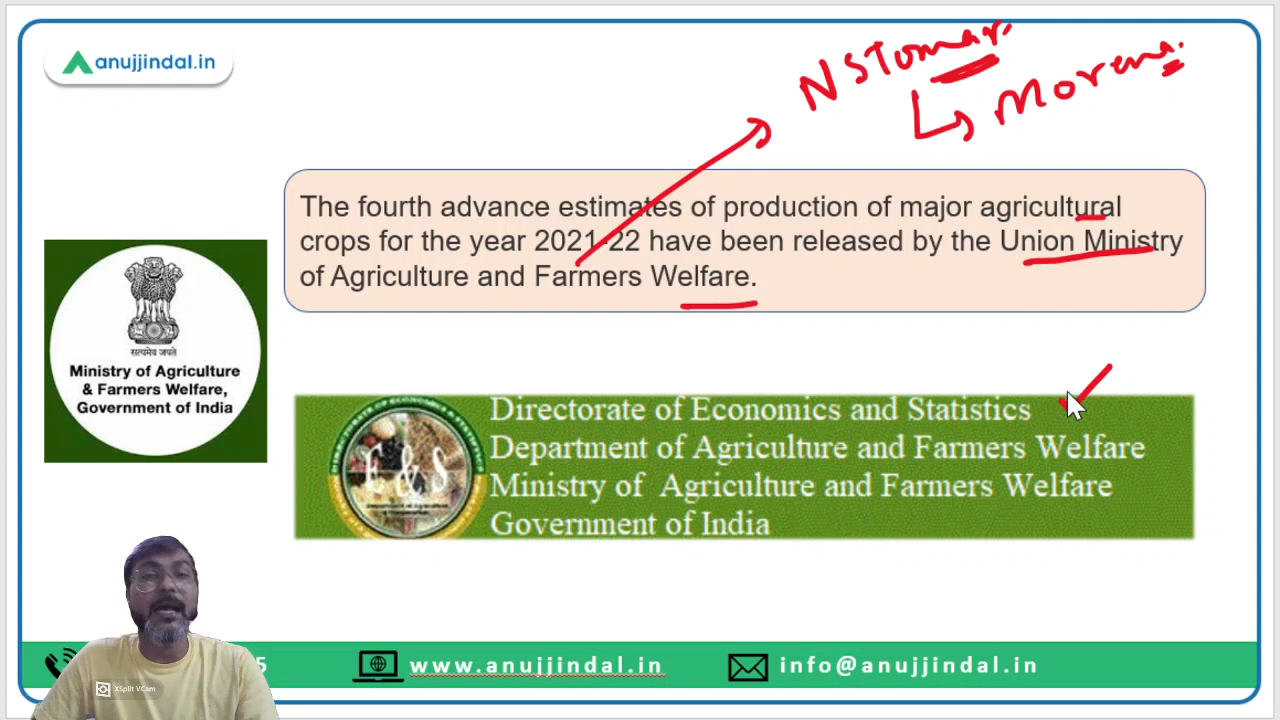 anujjindal.in
N S Tomar.
Morena.
The fourth advance estimates of production of major agricultural
crops for the year 2021-22 have been released by the Union Ministry
of Agriculture and Farmers Welfare.
सत्यमेव जयते
Ministry of Agriculture
& Farmers Welfare,
Government of India
E & S
Directorate of Economics and Statistics
Department of Agriculture and Farmers Welfare
Ministry of Agriculture and Farmers Welfare
Government of India
5
www.anujjindal.in
info@anujjindal.in
XSplit VCam